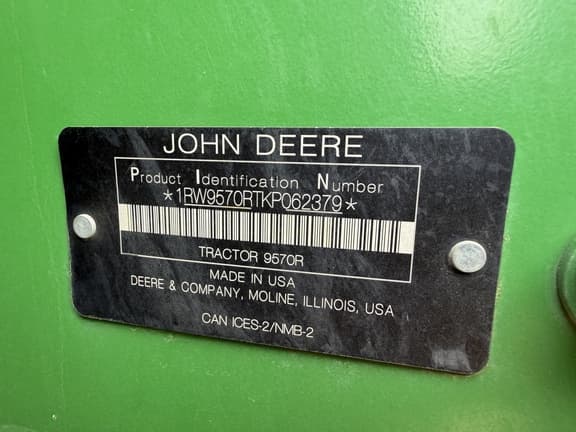 JOHN DEERE
Product Identification Number
*1RW9570RTKP062379*
TRACTOR 9570R
MADE IN USA
DEERE & COMPANY, MOLINE, ILLINOIS, USA
CAN ICES-2/NMB-2